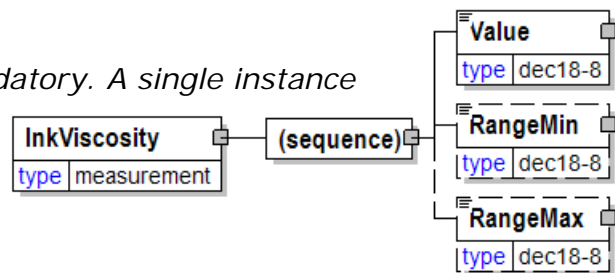 Value
type dec18-8
datory. A single instance
InkViscosity
type measurement
(sequence)
RangeMin
type dec18-8
RangeMax
type dec18-8